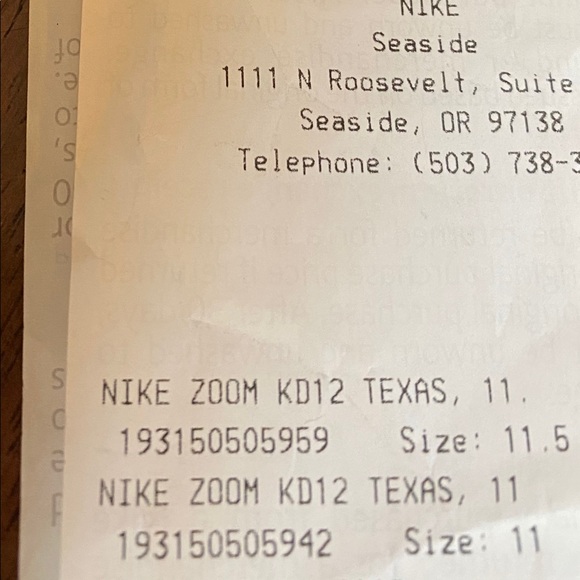 NIKE
Seaside
1111 N Roosevelt, Suite
Seaside, OR 97138
Telephone: (503) 738-3
NIKE ZOOM KD12 TEXAS, 11.
193150505959 Size: 11.5
NIKE ZOOM KD12 TEXAS, 11
193150505942 Size: 11